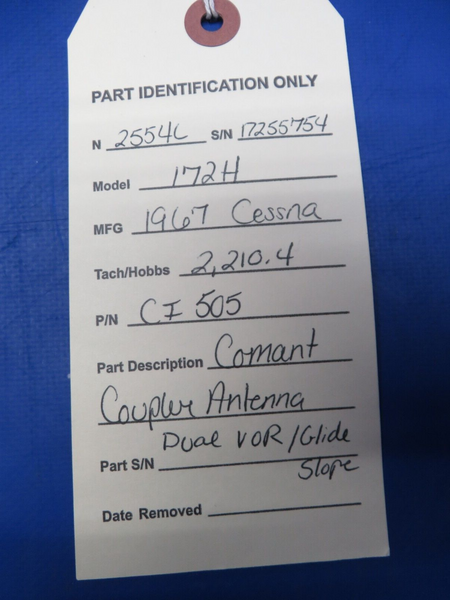 PART IDENTIFICATION ONLY
N 2554L S/N 17255754
Model 172H
MFG 1967 Cessna
Tach/Hobbs 2,210.4
P/N CI 505
Part Description Comant
Coupler Antenna
Dual VOR/Glide
Part S/N Slope
Date Removed